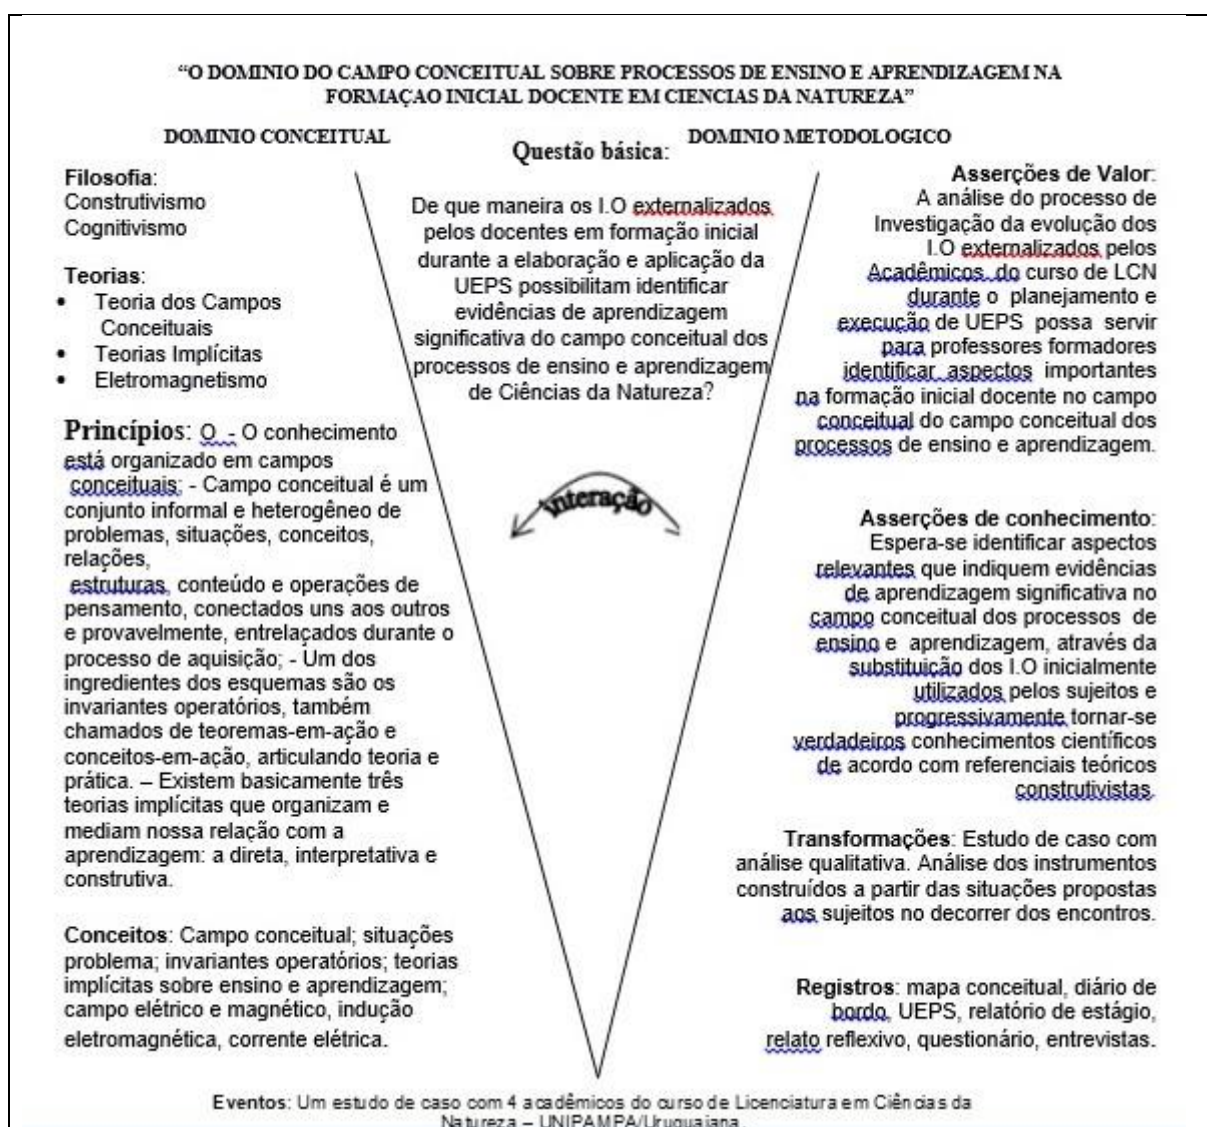 “O DOMINIO DO CAMPO CONCEITUAL SOBRE PROCESSOS DE ENSINO E APRENDIZAGEM NA
FORMAÇAO INICIAL DOCENTE EM CIENCIAS DA NATUREZA”
DOMINIO CONCEITUAL
Filosofia:
Construtivismo
Cognitivismo
Teorias:
• Teoria dos Campos
Conceituais
• Teorias Implícitas
• Eletromagnetismo
Princípios: O - O conhecimento
está organizado em campos
conceituais; - Campo conceitual é um
conjunto informal e heterogêneo de
problemas, situações, conceitos,
relações,
estruturas, conteúdo e operações de
pensamento, conectados uns aos outros
e provavelmente, entrelaçados durante o
processo de aquisição; - Um dos
ingredientes dos esquemas são os
invariantes operatórios, também
chamados de teoremas-em-ação e
conceitos-em-ação, articulando teoria e
prática. – Existem basicamente três
teorias implícitas que organizam e
mediam nossa relação com a
aprendizagem: a direta, interpretativa e
construtiva.
Conceitos: Campo conceitual; situações
problema; invariantes operatórios; teorias
implícitas sobre ensino e aprendizagem;
campo elétrico e magnético, indução
eletromagnética, corrente elétrica.
Questão básica:
De que maneira os I.O externalizados
pelos docentes em formação inicial
durante a elaboração e aplicação da
UEPS possibilitam identificar
evidências de aprendizagem
significativa do campo conceitual dos
processos de ensino e aprendizagem
de Ciências da Natureza?
interação
DOMINIO METODOLOGICO
Asserções de Valor:
A análise do processo de
Investigação da evolução dos
I.O externalizados pelos
Acadêmicos do curso de LCN
durante o planejamento e
execução de UEPS possa servir
para professores formadores
identificar aspectos importantes
na formação inicial docente no campo
conceitual do campo conceitual dos
processos de ensino e aprendizagem.
Asserções de conhecimento:
Espera-se identificar aspectos
relevantes que indiquem evidências
de aprendizagem significativa no
campo conceitual dos processos de
ensino e aprendizagem, através da
substituição dos I.O inicialmente
utilizados pelos sujeitos e
progressivamente tornar-se
verdadeiros conhecimentos científicos
de acordo com referenciais teóricos
construtivistas.
Transformações: Estudo de caso com
análise qualitativa. Análise dos instrumentos
construídos a partir das situações propostas
aos sujeitos no decorrer dos encontros.
Registros: mapa conceitual, diário de
bordo, UEPS, relatório de estágio,
relato reflexivo, questionário, entrevistas.
Eventos: Um estudo de caso com 4 acadêmicos do curso de Licenciatura em Ciências da
Natureza – UNIPAMPA/Uruguaiana.